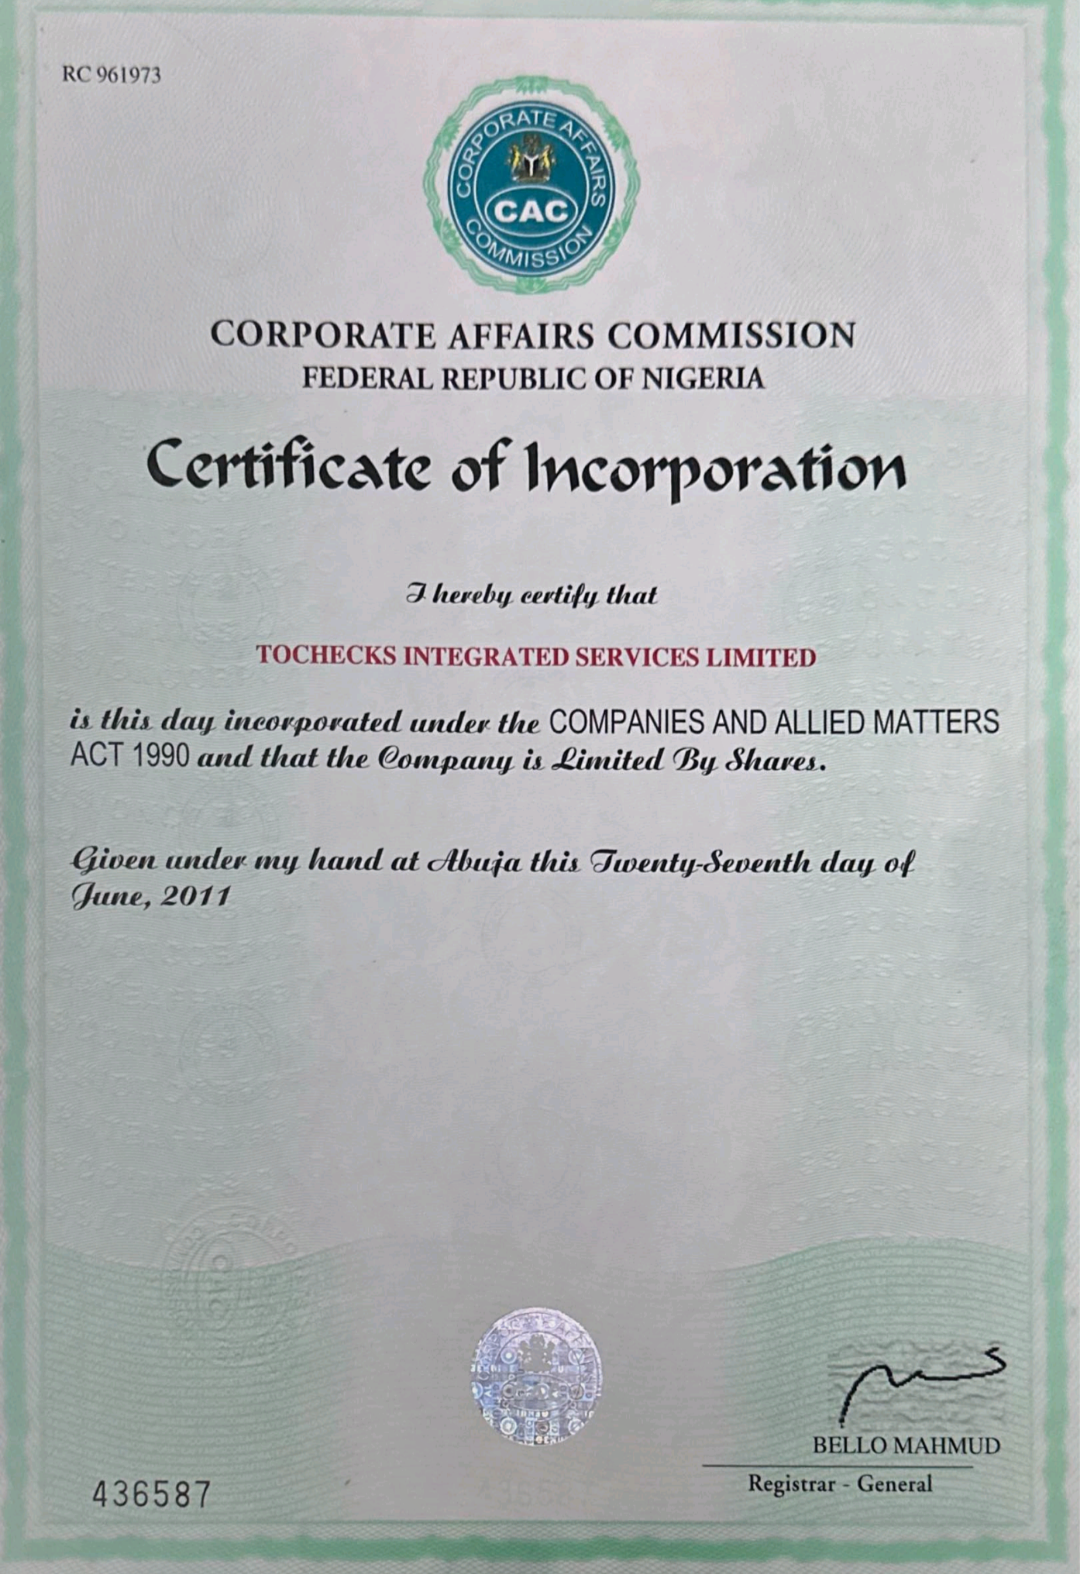 RC 961973
CORPORATE AFFAIRS
CAC
COMMISSION
CORPORATE AFFAIRS COMMISSION
FEDERAL REPUBLIC OF NIGERIA
Certificate of Incorporation
I hereby certify that
TOCHECKS INTEGRATED SERVICES LIMITED
is this day incorporated under the COMPANIES AND ALLIED MATTERS
ACT 1990 and that the Company is Limited By Shares.
Given under my hand at Abuja this Twenty-Seventh day of
June, 2011
BELLO MAHMUD
Registrar - General
436587